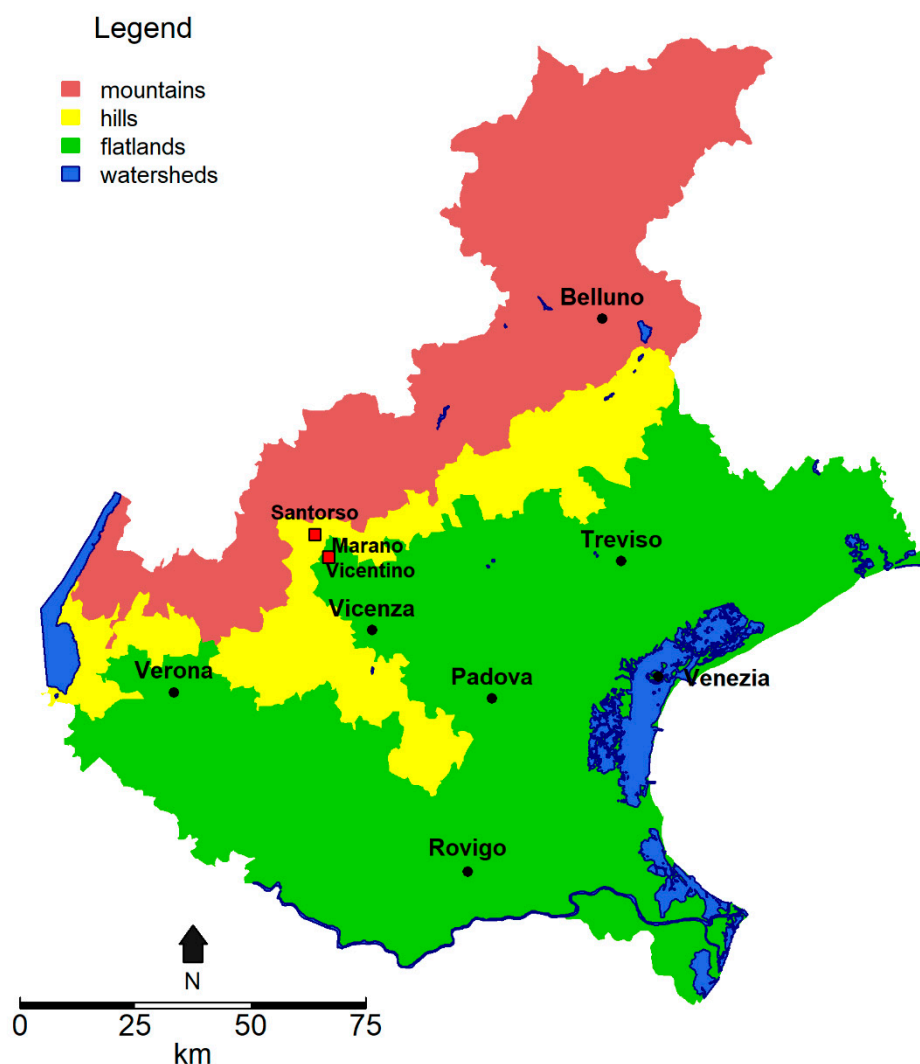 Legend
mountains
hills
flatlands
watersheds
Belluno
Santorso
Marano
Vicentino
Treviso
Vicenza
Verona
Padova
Venezia
Rovigo
N
0 25 50 75
km